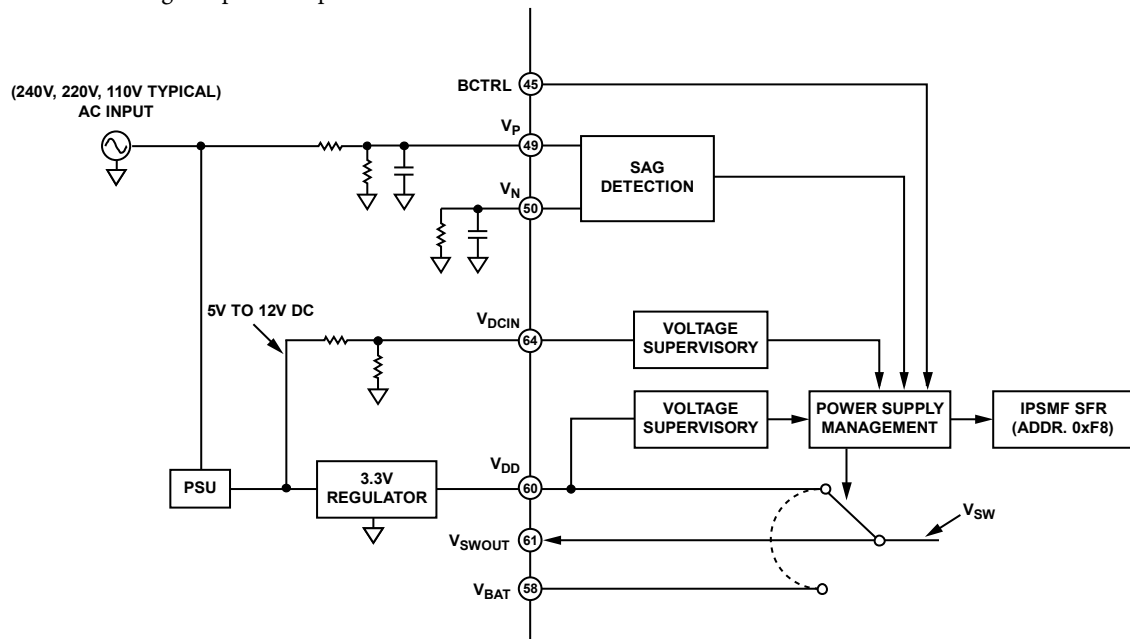 BCTRL 45
(240V, 220V, 110V TYPICAL)
AC INPUT
VP 49
SAG
DETECTION
VN 50
5V TO 12V DC
VDCIN 64
VOLTAGE
SUPERVISORY
VOLTAGE
SUPERVISORY
POWER SUPPLY
MANAGEMENT
IPSMF SFR
(ADDR. 0xF8)
PSU
3.3V
REGULATOR
VDD 60
VSWOUT 61
VSW
VBAT 58